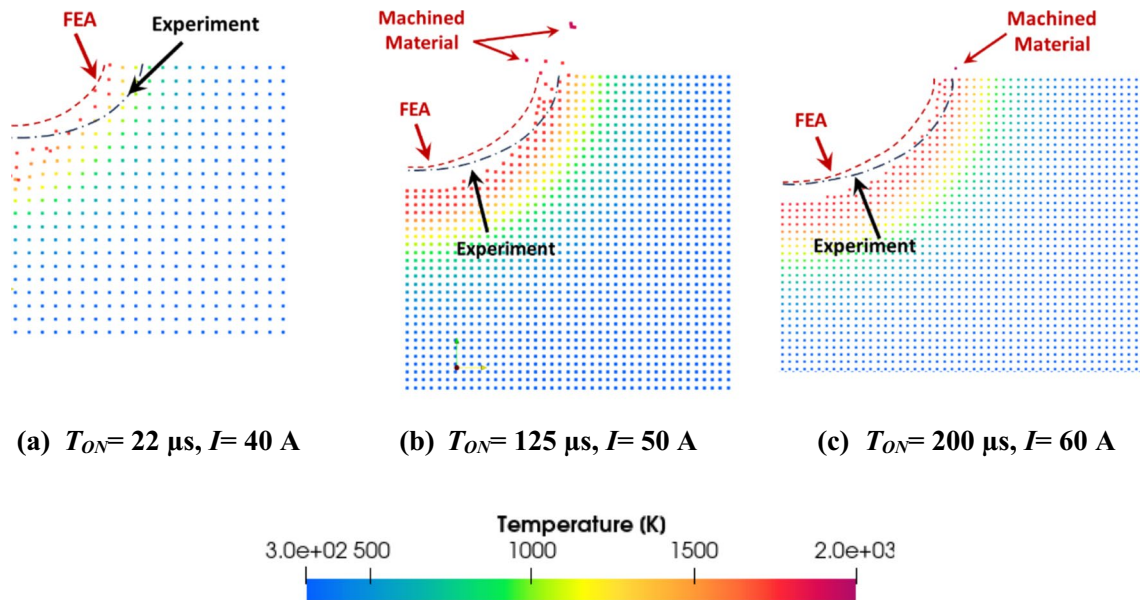 FEA
Experiment
Machined
Material
FEA
Experiment
Machined
Material
FEA
Experiment
(a) T_ON= 22 µs, I= 40 A
(b) T_ON= 125 µs, I= 50 A
(c) T_ON= 200 µs, I= 60 A
Temperature (K)
3.0e+02 500 1000 1500 2.0e+03